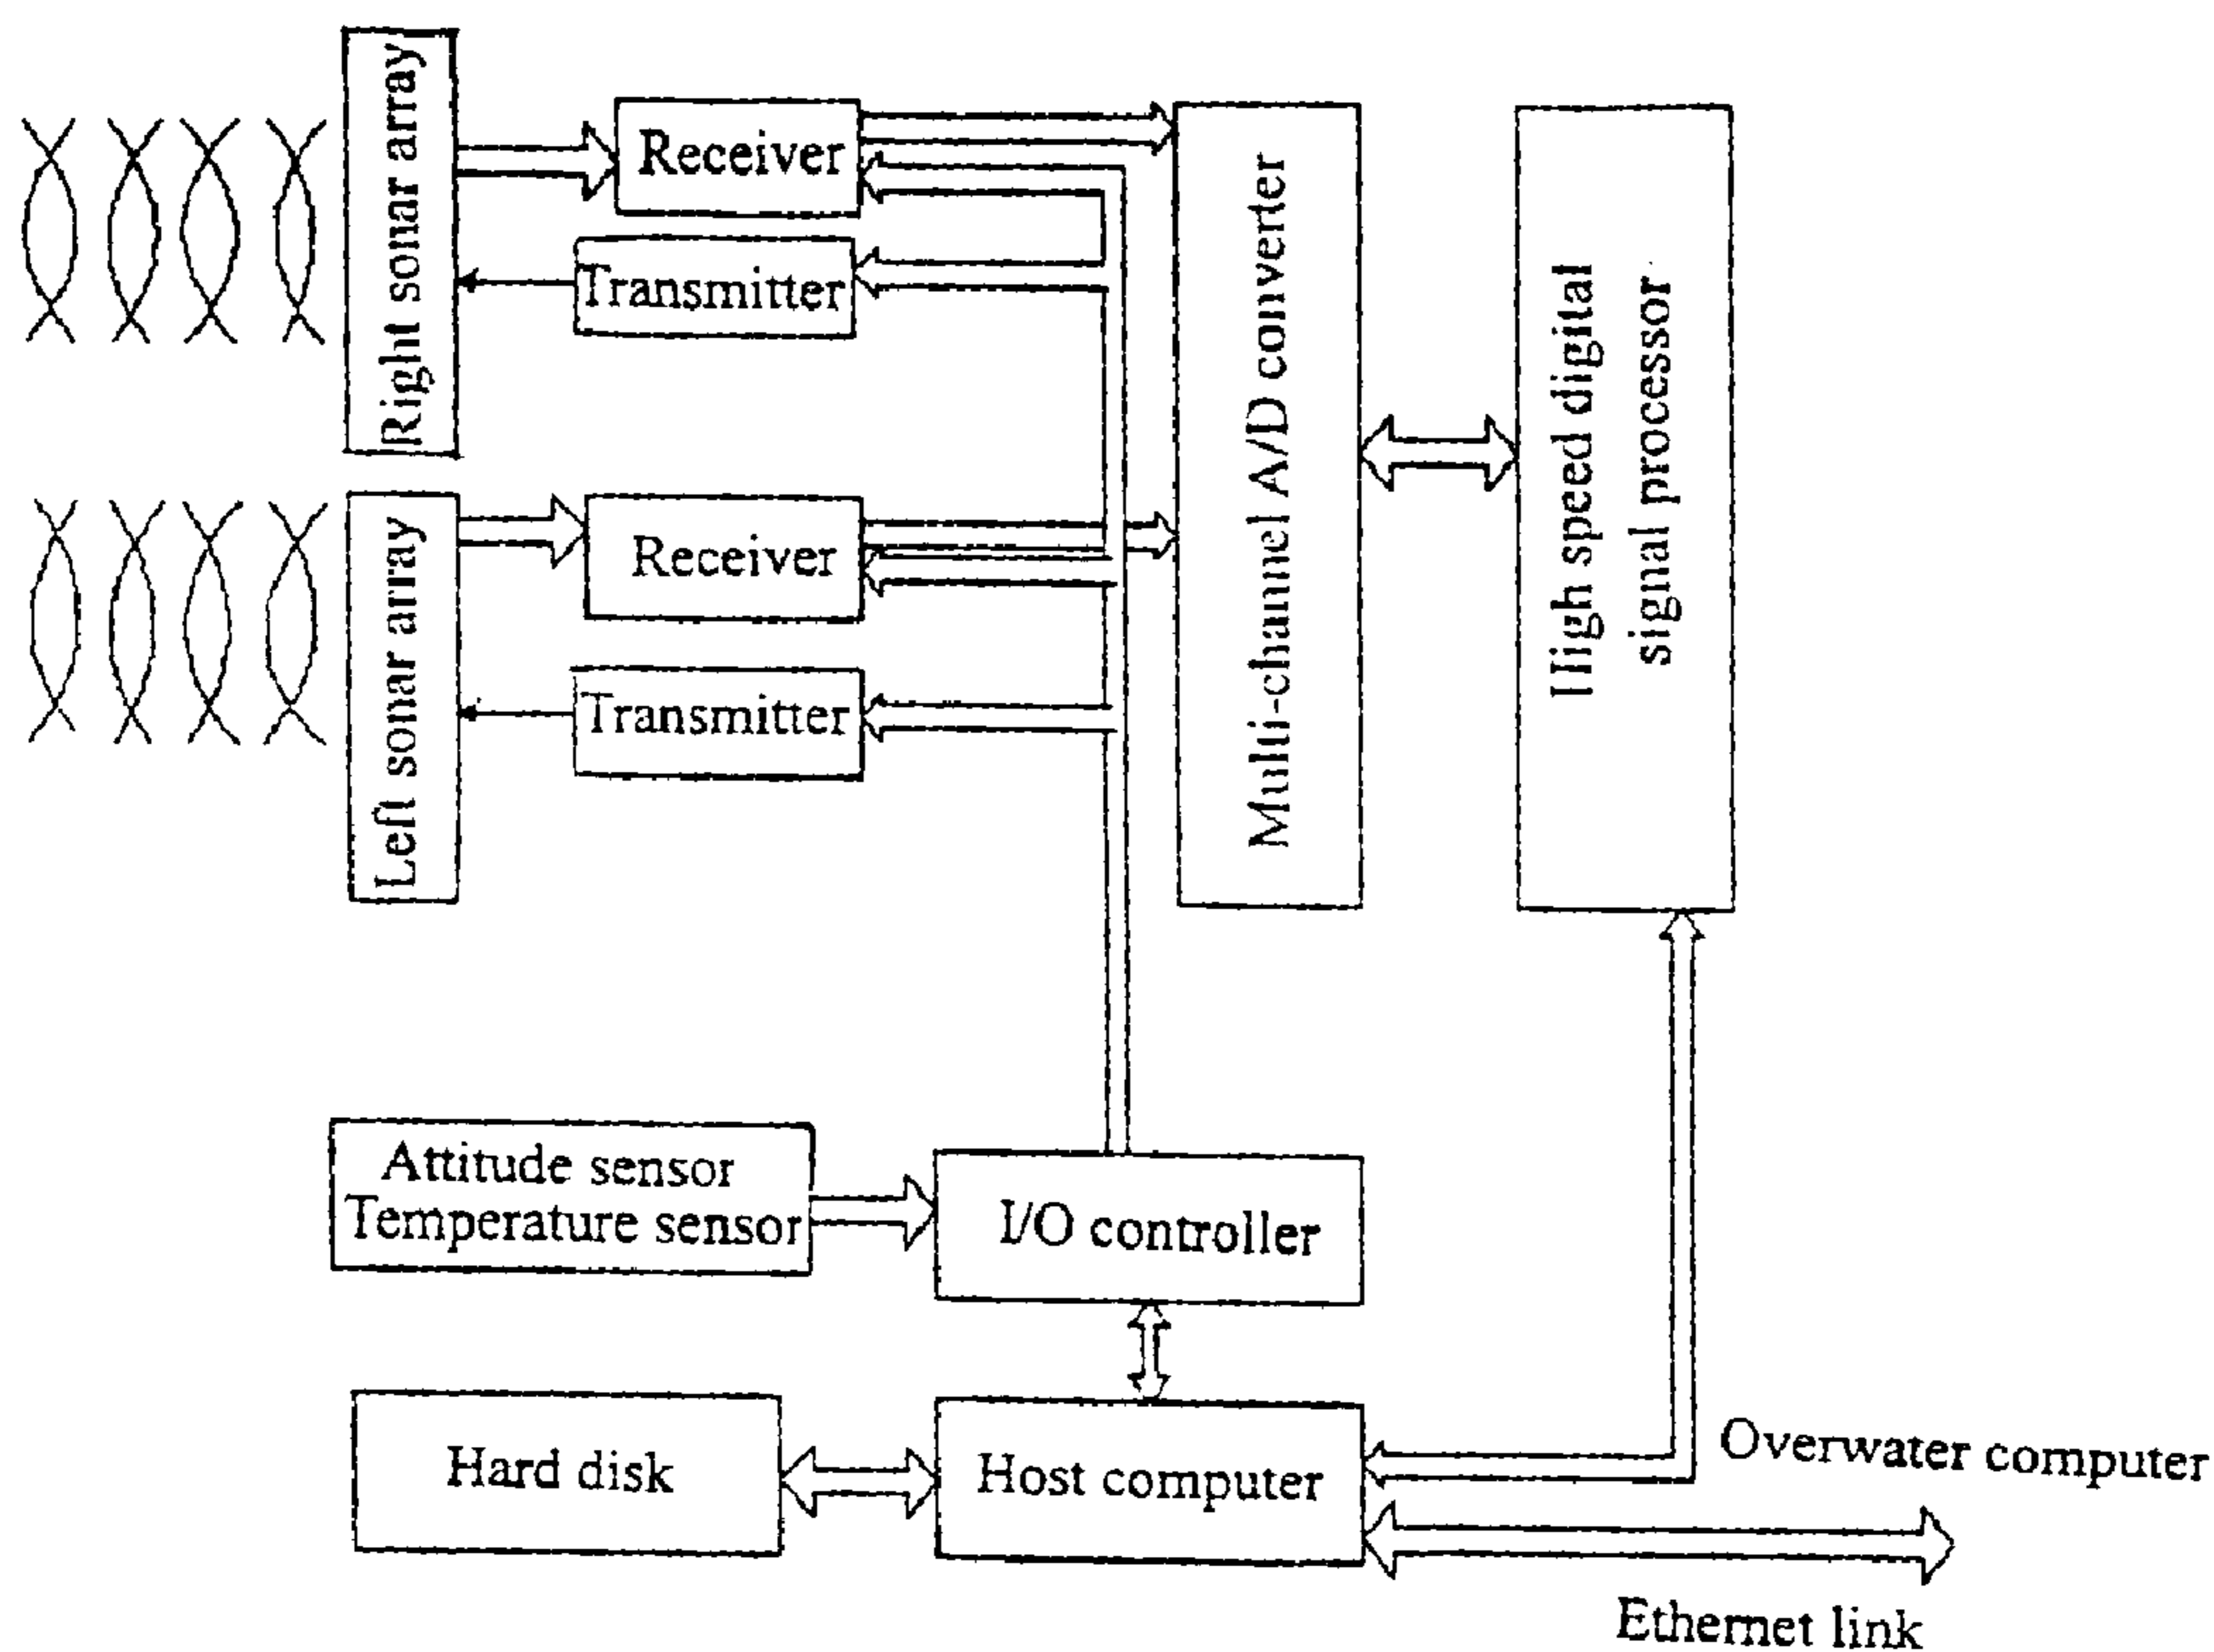 Right sonar array
Receiver
Transmitter
Left sonar array
Receiver
Transmitter
Multi-channel A/D converter
High speed digital
signal processor
Attitude sensor
Temperature sensor
I/O controller
Hard disk
Host computer
Overwater computer
Ethernet link